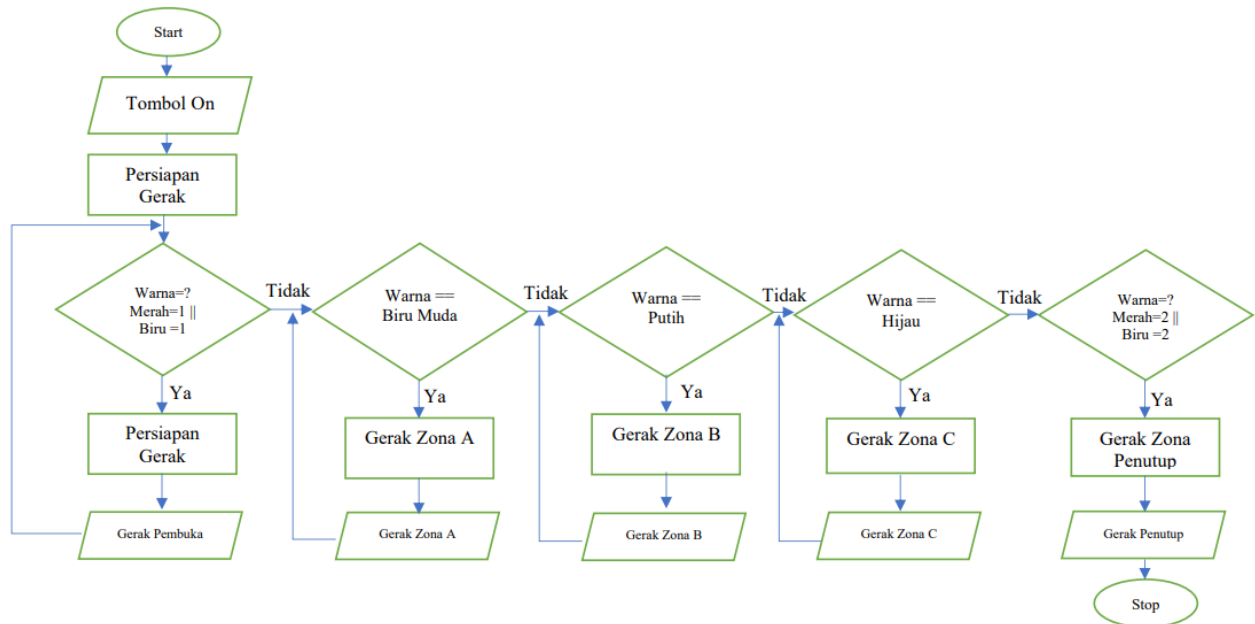 Start
Tombol On
Persiapan
Gerak
Warna=?
Merah=1 ||
Biru =1
Tidak
Warna ==
Biru Muda
Tidak
Warna ==
Putih
Tidak
Warna ==
Hijau
Tidak
Warna=?
Merah=2 ||
Biru =2
Ya
Ya
Ya
Ya
Ya
Persiapan
Gerak
Gerak Zona A
Gerak Zona B
Gerak Zona C
Gerak Zona
Penutup
Gerak Pembuka
Gerak Zona A
Gerak Zona B
Gerak Zona C
Gerak Penutup
Stop